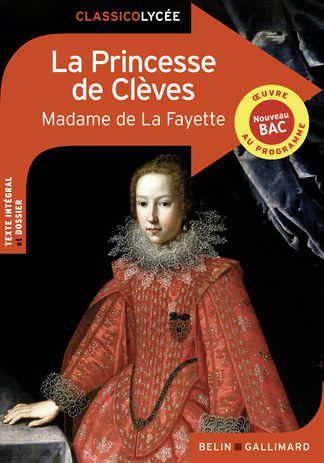 CLASSICOLYCÉE
La Princesse
de Clèves
Madame de La Fayette
ŒUVRE
Nouveau
BAC
AU PROGRAMME
TEXTE INTÉGRAL
et DOSSIER
BELIN GALLIMARD